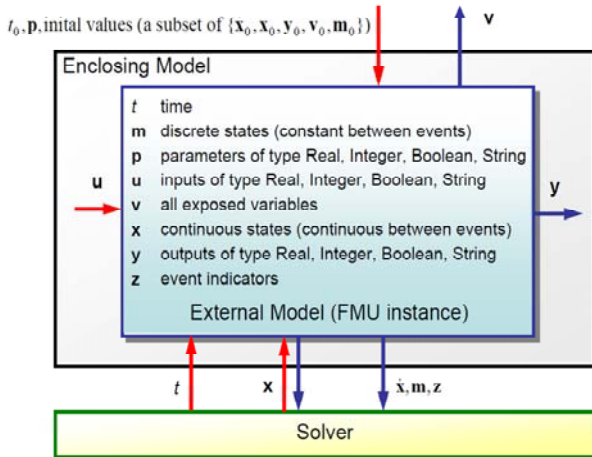 t₀, p, inital values (a subset of {x₀, x₀, y₀, v₀, m₀})
v
Enclosing Model
t time
m discrete states (constant between events)
p parameters of type Real, Integer, Boolean, String
u inputs of type Real, Integer, Boolean, String
v all exposed variables
x continuous states (continuous between events)
y outputs of type Real, Integer, Boolean, String
z event indicators
External Model (FMU instance)
u
y
t
x
ẋ, m, z
Solver